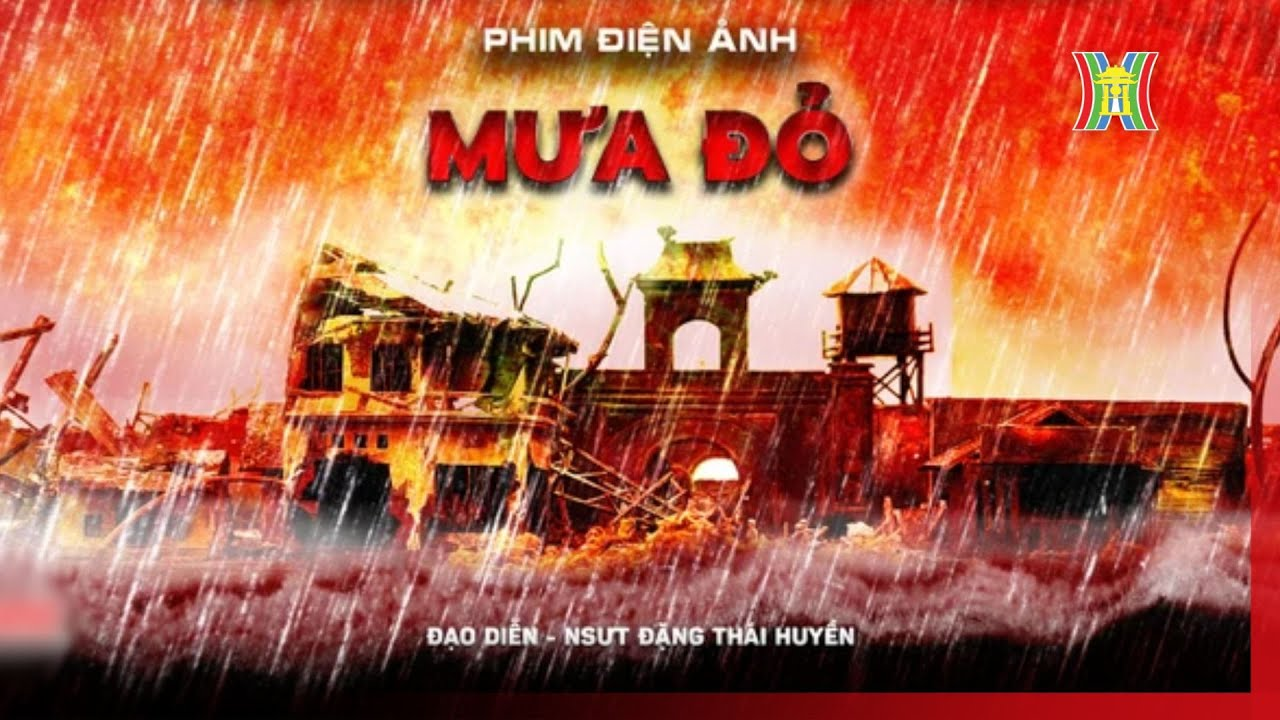 PHIM ĐIỆN ẢNH
MƯA ĐỎ
ĐẠO DIỄN - NSƯT ĐẶNG THÁI HUYỀN